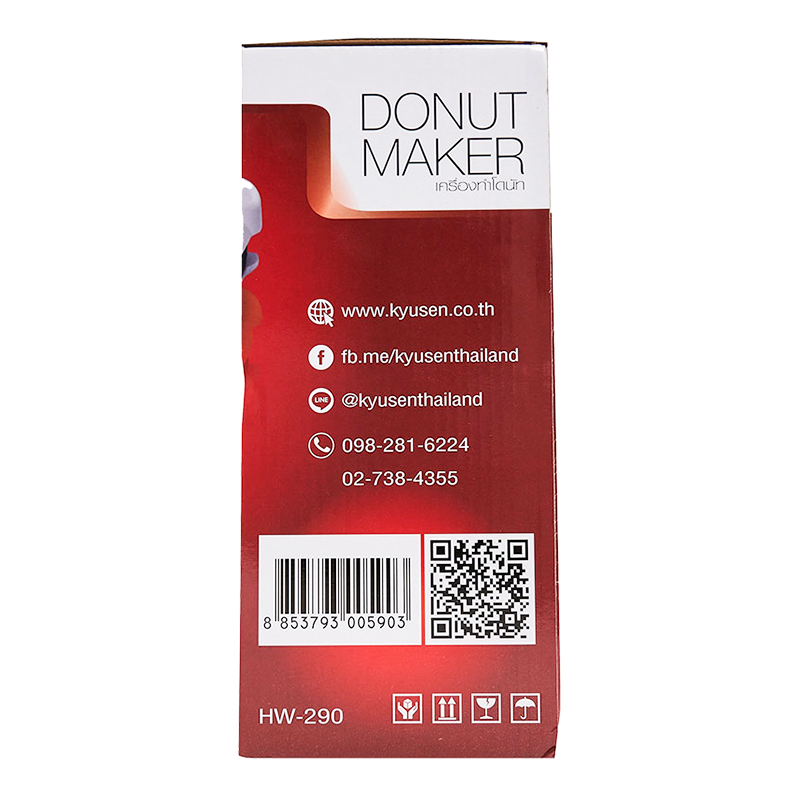 DONUT
MAKER
เครื่องทำโดนัท
www.kyusen.co.th
fb.me/kyusenthailand
LINE
@kyusenthailand
098-281-6224
02-738-4355
8 853793 005903
HW-290